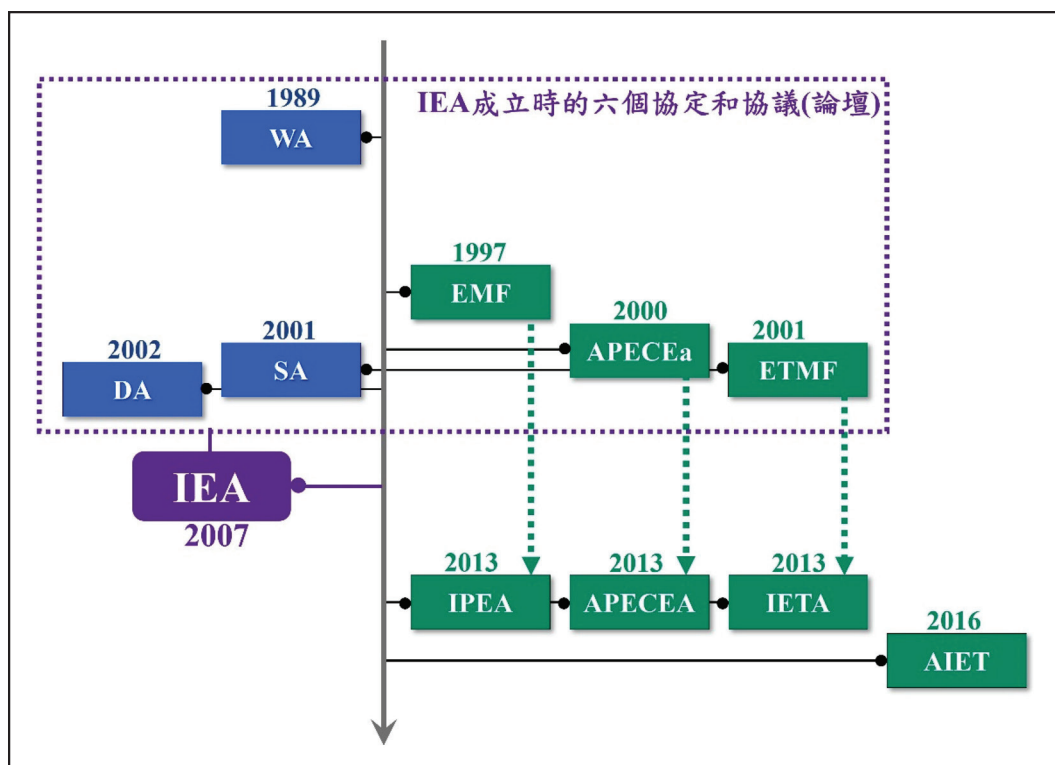 IEA成立時的六個協定和協議(論壇)
1989
WA
1997
EMF
2000
APECEa
2001
ETMF
2001
SA
2002
DA
IEA
2007
2013
IPEA
2013
APECEA
2013
IETA
2016
AIET